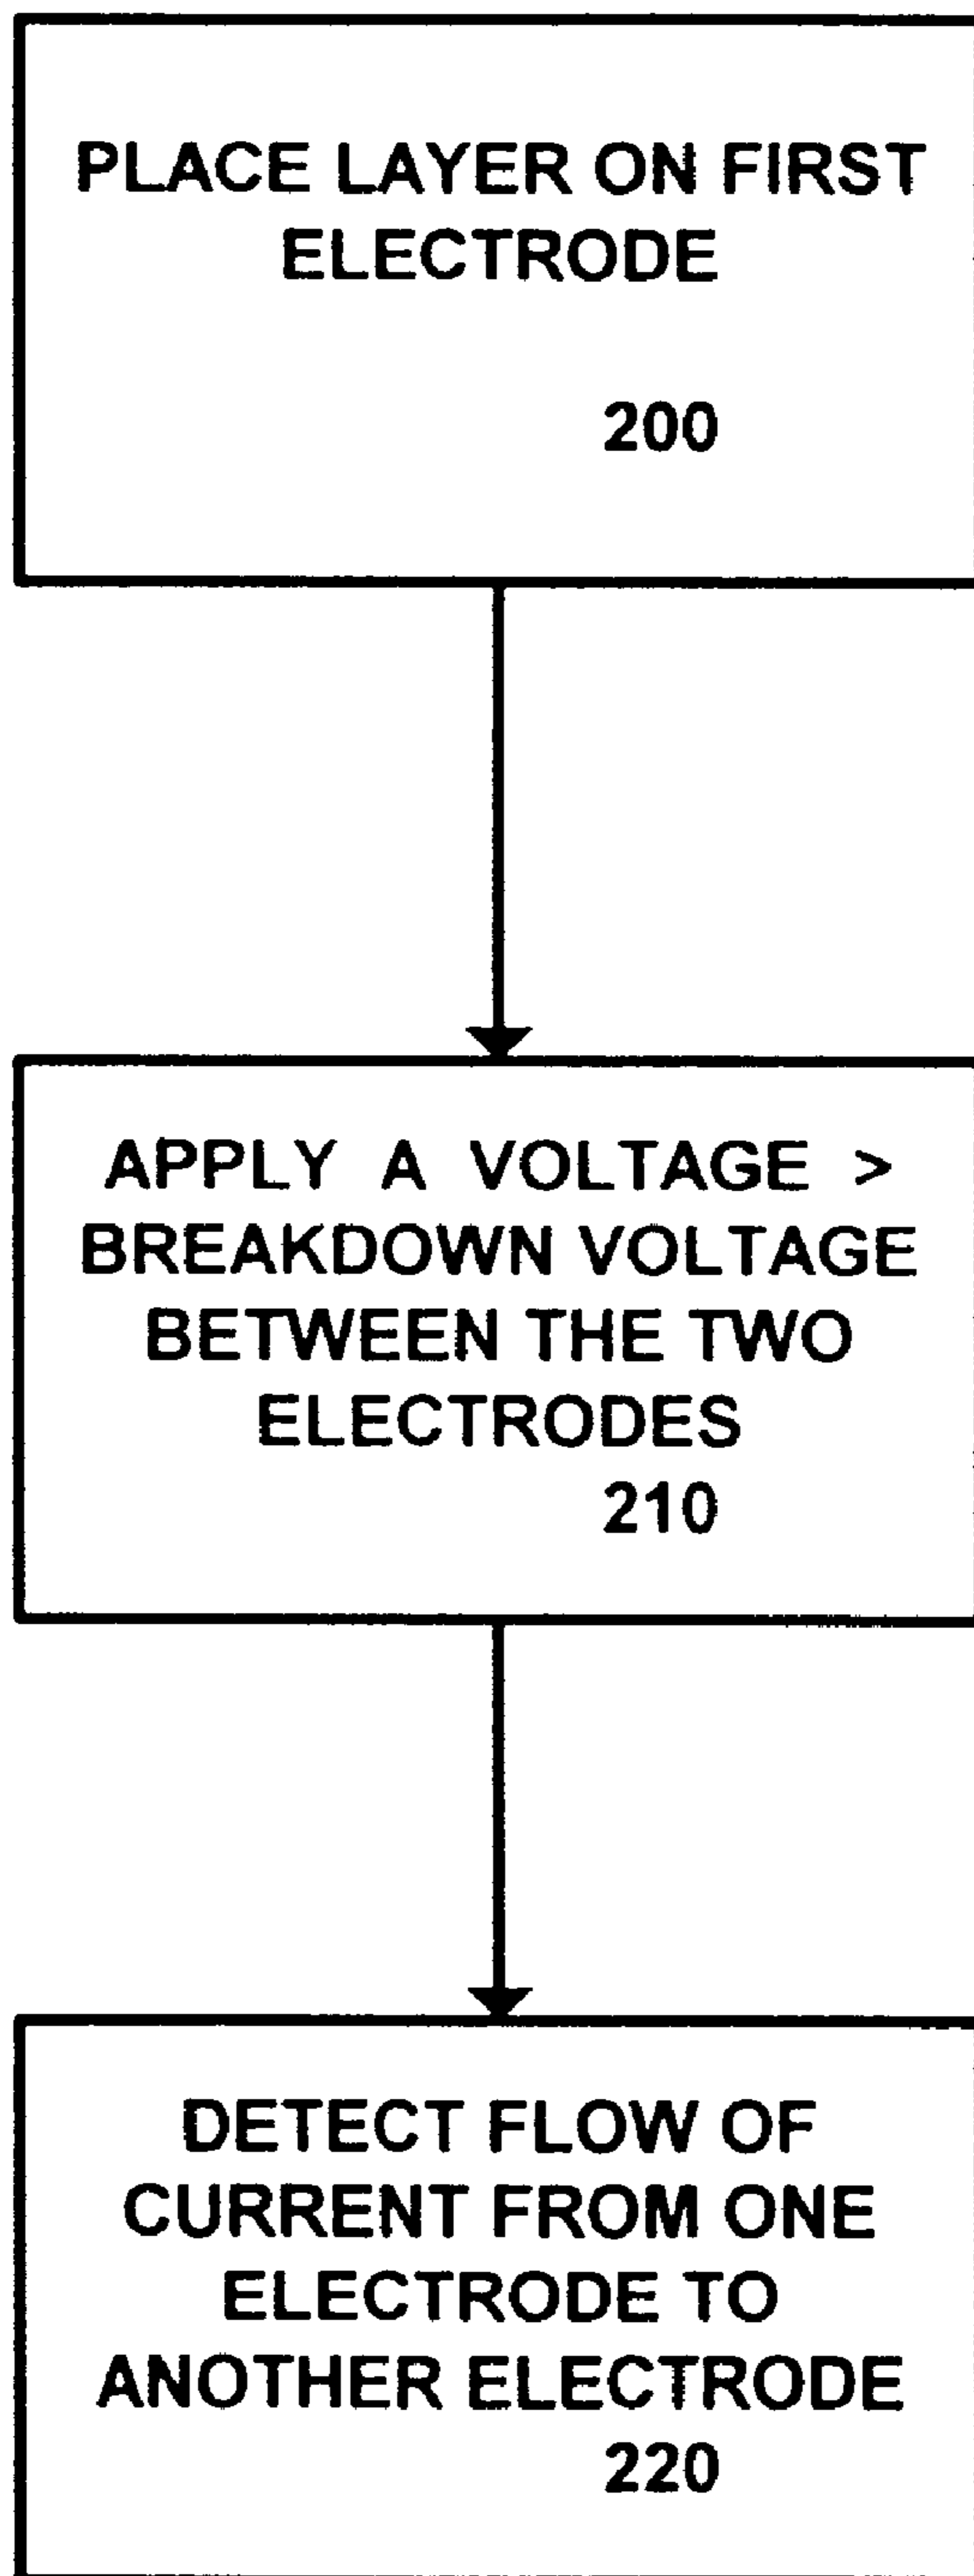 PLACE LAYER ON FIRST
ELECTRODE
200
APPLY A VOLTAGE >
BREAKDOWN VOLTAGE
BETWEEN THE TWO
ELECTRODES
210
DETECT FLOW OF
CURRENT FROM ONE
ELECTRODE TO
ANOTHER ELECTRODE
220